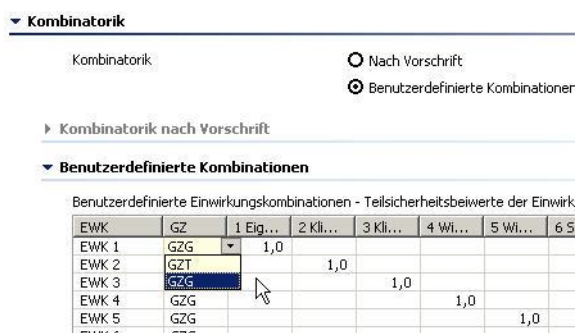 Kombinatorik
Kombinatorik Nach Vorschrift
Benutzerdefinierte Kombinationen
Kombinatorik nach Vorschrift
Benutzerdefinierte Kombinationen
Benutzerdefinierte Einwirkungskombinationen - Teilsicherheitsbeiwerte der Einwirk
EWK GZ 1 Eig... 2 Kli... 3 Kli... 4 Wi... 5 Wi... 6 S
EWK 1 GZG 1,0
EWK 2 GZT 1,0
EWK 3 GZG 1,0
EWK 4 GZG 1,0
EWK 5 GZG 1,0